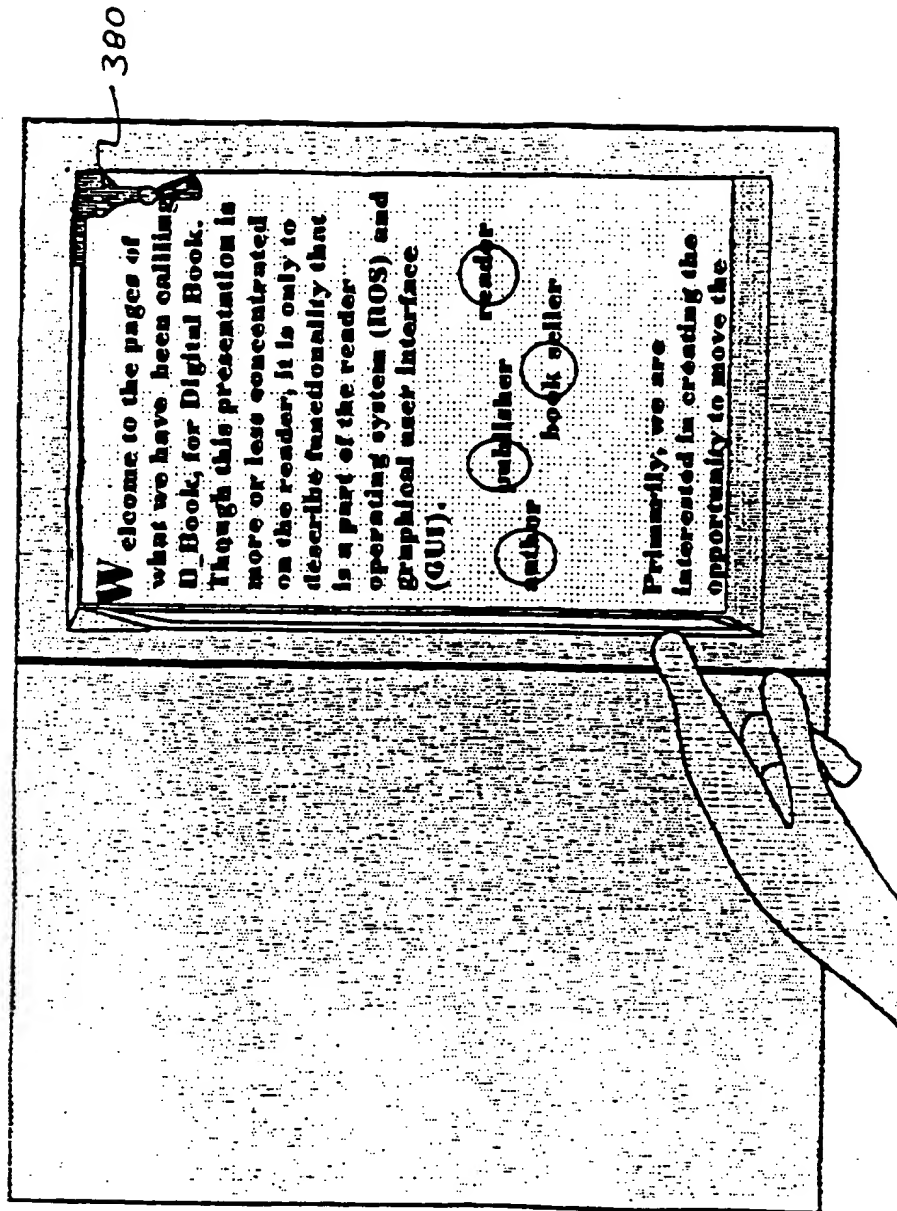 380
Welcome to the pages of
what we have been callling
D_Book, for Digital Book.
Though this presentation is
more or less concentrated
on the reader, it is only to
describe functionality that
is a part of the reader
operating system (ROS) and
graphical user interface
(GUI).
author publisher reader
book seller
Primarily, we are
interested in creating the
opportunity to move the